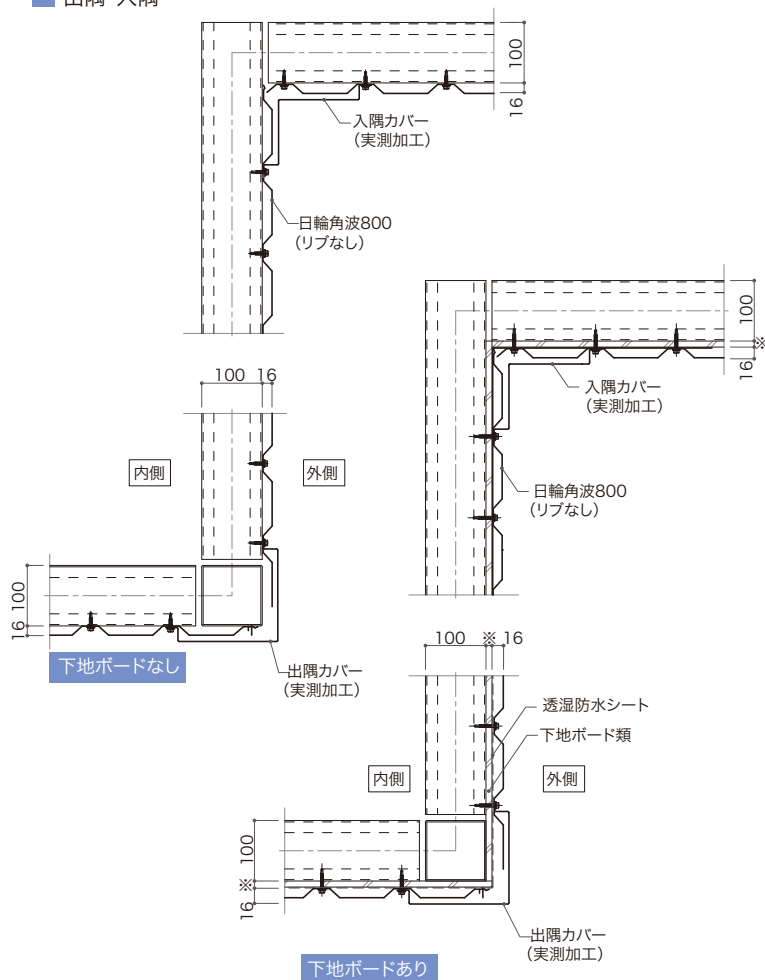 出隅・入隅
100
16
入隅カバー
(実測加工)
日輪角波800
(リブなし)
100 16
内側
外側
100
16
下地ボードなし
出隅カバー
(実測加工)
100
※
16
入隅カバー
(実測加工)
日輪角波800
(リブなし)
100 ※ 16
透湿防水シート
下地ボード類
内側
外側
100
※
16
出隅カバー
(実測加工)
下地ボードあり